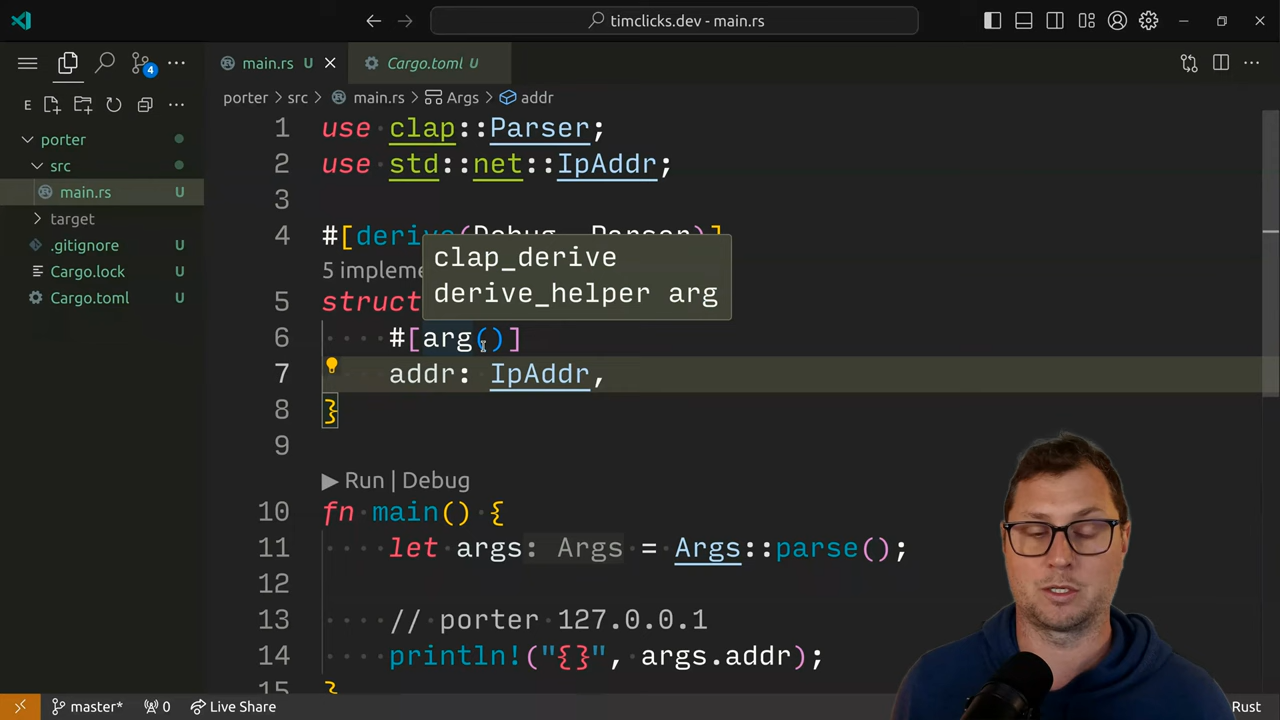 timclicks.dev - main.rs
main.rs U
Cargo.toml U
4
E
porter > src > main.rs > Args > addr
porter
src
main.rs U
target
.gitignore U
Cargo.lock U
Cargo.toml U
1 use clap::Parser;
2 use std::net::IpAddr;
3
4 #[derive(Debug, Parser)]
5 impleme
clap_derive
derive_helper arg
5 struct
6 #[arg()]
7 addr: IpAddr,
8 }
9
Run | Debug
10 fn main() {
11 let args: Args = Args::parse();
12
13 // porter 127.0.0.1
14 println!("{}", args.addr);
15 }
master* 0 Live Share
Rust